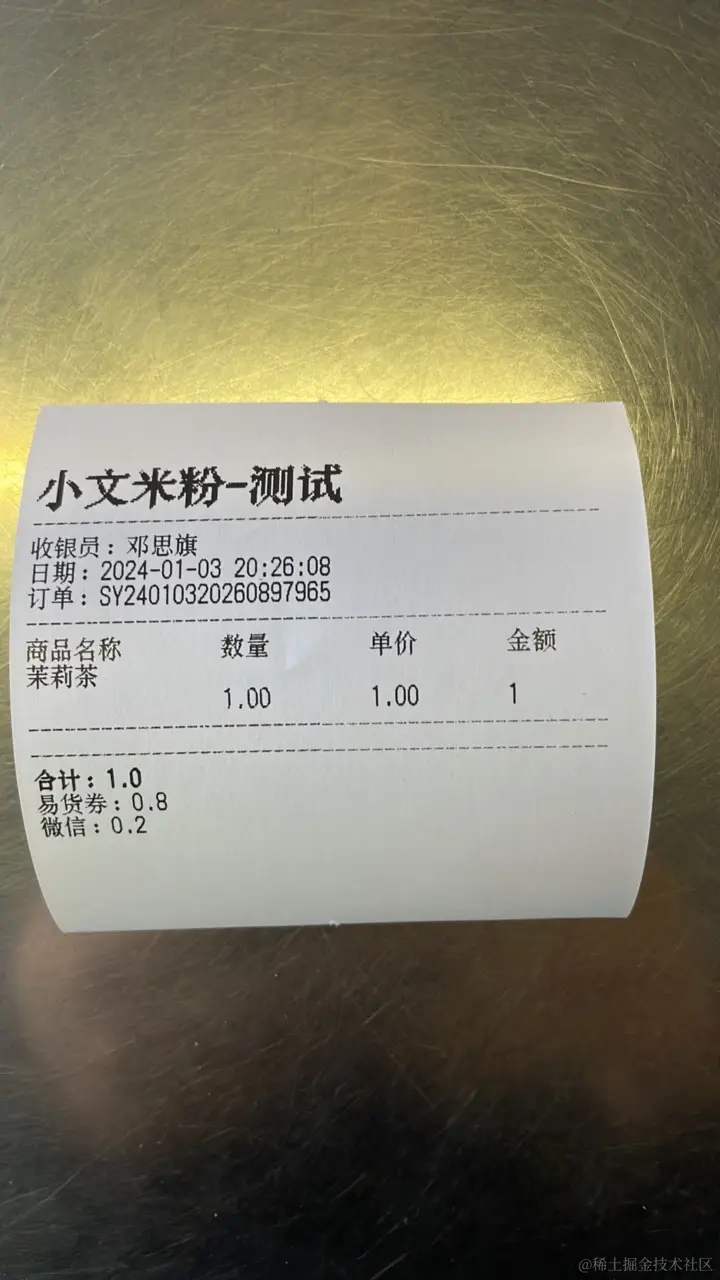 小文米粉-测试
收银员：邓思旗
日期：2024-01-03 20:26:08
订单：SY24010320260897965
商品名称 数量 单价 金额
茉莉茶
1.00 1.00 1
合计：1.0
易货券：0.8
微信：0.2
@稀土掘金技术社区